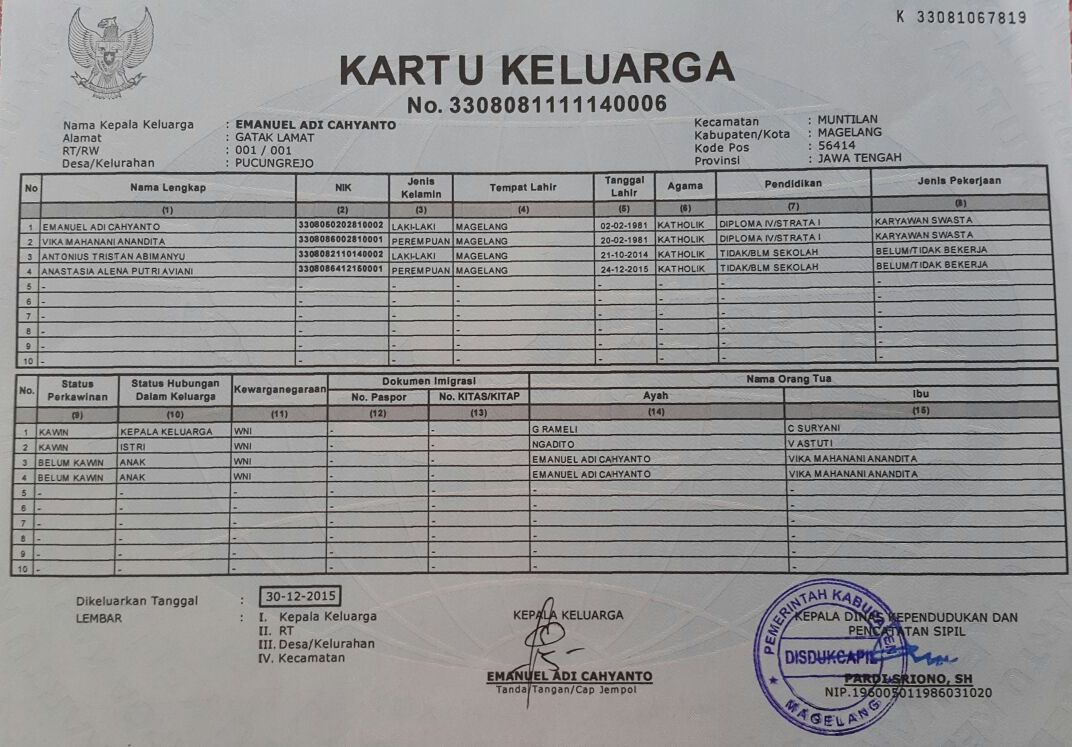 K 33081067819
KARTU KELUARGA
No. 3308081111140006
Nama Kepala Keluarga : EMANUEL ADI CAHYANTO
Alamat : GATAK LAMAT
RT/RW : 001 / 001
Desa/Kelurahan : PUCUNGREJO
Kecamatan : MUNTILAN
Kabupaten/Kota : MAGELANG
Kode Pos : 56414
Provinsi : JAWA TENGAH
No Nama Lengkap NIK Jenis Kelamin Tempat Lahir Tanggal Lahir Agama Pendidikan Jenis Pekerjaan
(1) (2) (3) (4) (5) (6) (7) (8)
1 EMANUEL ADI CAHYANTO 3308050202810002 LAKI-LAKI MAGELANG 02-02-1981 KATHOLIK DIPLOMA IV/STRATA I KARYAWAN SWASTA
2 VIKA MAHANANI ANANDITA 3308086002810001 PEREMPUAN MAGELANG 20-02-1981 KATHOLIK DIPLOMA IV/STRATA I KARYAWAN SWASTA
3 ANTONIUS TRISTAN ABIMANYU 3308082110140002 LAKI-LAKI MAGELANG 21-10-2014 KATHOLIK TIDAK/BLM SEKOLAH BELUM/TIDAK BEKERJA
4 ANASTASIA ALENA PUTRI AVIANI 3308086412150001 PEREMPUAN MAGELANG 24-12-2015 KATHOLIK TIDAK/BLM SEKOLAH BELUM/TIDAK BEKERJA
5 - - - - - - - -
6 - - - - - - - -
7 - - - - - - - -
8 - - - - - - - -
9 - - - - - - - -
10 - - - - - - - -
No. Status Perkawinan Status Hubungan Dalam Keluarga Kewarganegaraan Dokumen Imigrasi Nama Orang Tua
No. Paspor No. KITAS/KITAP Ayah Ibu
(9) (10) (11) (12) (13) (14) (15)
1 KAWIN KEPALA KELUARGA WNI - - G RAMELI C SURYANI
2 KAWIN ISTRI WNI - - NGADITO V ASTUTI
3 BELUM KAWIN ANAK WNI - - EMANUEL ADI CAHYANTO VIKA MAHANANI ANANDITA
4 BELUM KAWIN ANAK WNI - - EMANUEL ADI CAHYANTO VIKA MAHANANI ANANDITA
5 - - - - - - -
6 - - - - - - -
7 - - - - - - -
8 - - - - - - -
9 - - - - - - -
10 - - - - - - -
Dikeluarkan Tanggal : 30-12-2015
LEMBAR : I. Kepala Keluarga
II. RT
III. Desa/Kelurahan
IV. Kecamatan
KEPALA KELUARGA
EMANUEL ADI CAHYANTO
Tanda Tangan/Cap Jempol
KEPALA DINAS KEPENDUDUKAN DAN
PENCATATAN SIPIL
PARDI SRIONO, SH
NIP.196005011986031020
PEMERINTAH KABUPATEN
DISDUKCAPIL
MAGELANG